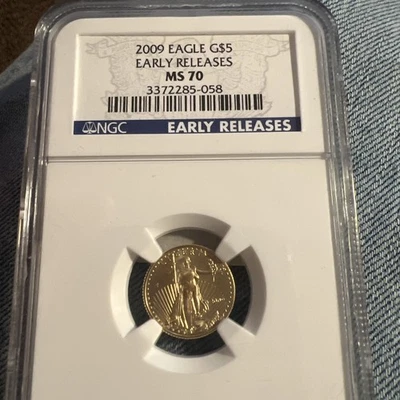 2009 EAGLE G$5
EARLY RELEASES
MS 70
3372285-058
NGC EARLY RELEASES